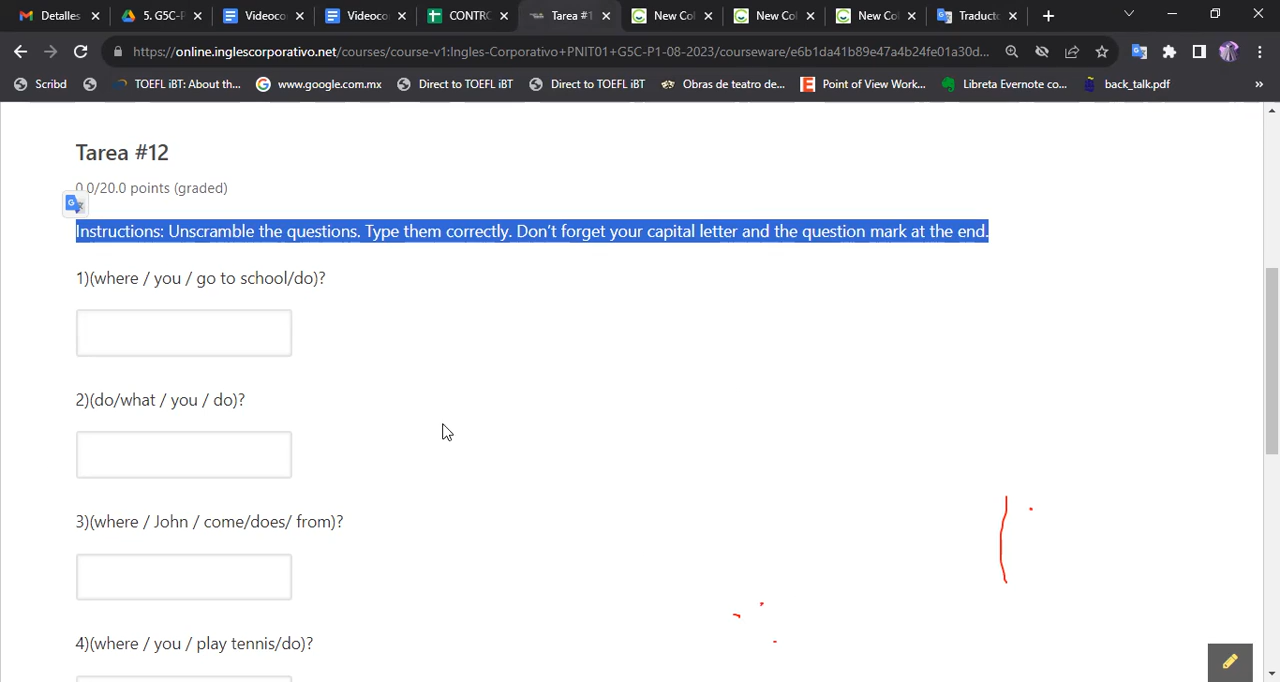 Detalles
5. G5C-P
Videoco
Videoco
CONTRO
Tarea #1
New Col
New Col
New Col
Traducto
https://online.inglescorporativo.net/courses/course-v1:Ingles-Corporativo+PNIT01+G5C-P1-08-2023/courseware/e6b1da41b89e47a4b24fe01a30d...
Scribd
TOEFL iBT: About th...
www.google.com.mx
Direct to TOEFL iBT
Direct to TOEFL iBT
Obras de teatro de...
Point of View Work...
Libreta Evernote co...
back_talk.pdf
»
Tarea #12
0.0/20.0 points (graded)
Instructions: Unscramble the questions. Type them correctly. Don't forget your capital letter and the question mark at the end.
1)(where / you / go to school/do)?
2)(do/what / you / do)?
3)(where / John / come/does/ from)?
4)(where / you / play tennis/do)?